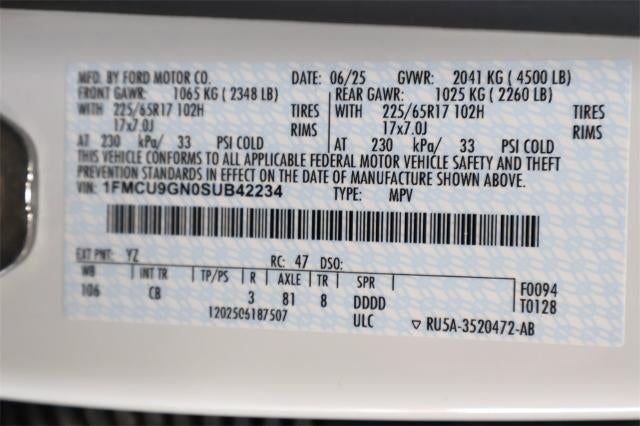 MFD. BY FORD MOTOR CO. DATE: 06/25 GVWR: 2041 KG ( 4500 LB)
FRONT GAWR: 1065 KG ( 2348 LB) REAR GAWR: 1025 KG ( 2260 LB)
WITH 225/65R17 102H TIRES WITH 225/65R17 102H TIRES
17x7.0J RIMS 17x7.0J RIMS
AT 230 kPa/ 33 PSI COLD AT 230 kPa/ 33 PSI COLD
THIS VEHICLE CONFORMS TO ALL APPLICABLE FEDERAL MOTOR VEHICLE SAFETY AND THEFT
PREVENTION STANDARDS IN EFFECT ON THE DATE OF MANUFACTURE SHOWN ABOVE.
VIN: 1FMCU9GN0SUB42234 TYPE: MPV
EXT PNT: YZ RC: 47 DSO:
WB INT TR TP/PS R AXLE TR SPR F0094
106 CB 3 81 8 DDDD T0128
1202506187507 ULC ▽ RU5A-3520472-AB